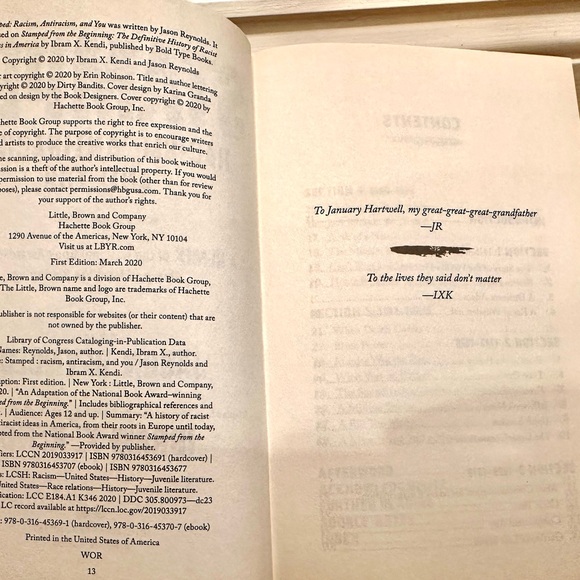 ped: Racism, Antiracism, and You was written by Jason Reynolds. It
ed on Stamped from the Beginning: The Definitive History of Racist
s in America by Ibram X. Kendi, published by Bold Type Books.
Copyright © 2020 by Ibram X. Kendi and Jason Reynolds
r art copyright © 2020 by Erin Robinson. Title and author lettering
yright © 2020 by Dirty Bandits. Cover design by Karina Granda
ed on design by the Book Designers. Cover copyright © 2020 by
Hachette Book Group, Inc.
hette Book Group supports the right to free expression and the
e of copyright. The purpose of copyright is to encourage writers
d artists to produce the creative works that enrich our culture.
he scanning, uploading, and distribution of this book without
ission is a theft of the author's intellectual property. If you would
permission to use material from the book (other than for review
poses), please contact permissions@hbgusa.com. Thank you for
your support of the author's rights.
Little, Brown and Company
Hachette Book Group
1290 Avenue of the Americas, New York, NY 10104
Visit us at LBYR.com
First Edition: March 2020
e, Brown and Company is a division of Hachette Book Group,
The Little, Brown name and logo are trademarks of Hachette
Book Group, Inc.
ublisher is not responsible for websites (or their content) that are
not owned by the publisher.
Library of Congress Cataloging-in-Publication Data
Names: Reynolds, Jason, author. | Kendi, Ibram X., author.
: Stamped : racism, antiracism, and you / Jason Reynolds and
Ibram X. Kendi.
ption: First edition. | New York : Little, Brown and Company,
20. | "An Adaptation of the National Book Award–winning
ed from the Beginning." | Includes bibliographical references and
. | Audience: Ages 12 and up. | Summary: "A history of racist
tiracist ideas in America, from their roots in Europe until today,
pted from the National Book Award winner Stamped from the
Beginning." —Provided by publisher.
fiers: LCCN 2019033917 | ISBN 9780316453691 (hardcover) |
ISBN 9780316453707 (ebook) | ISBN 9780316453677
s: LCSH: Racism—United States—History—Juvenile literature.
United States—Race relations—History—Juvenile literature.
ication: LCC E184.A1 K346 2020 | DDC 305.800973—dc23
LC record available at https://lccn.loc.gov/2019033917
: 978-0-316-45369-1 (hardcover), 978-0-316-45370-7 (ebook)
Printed in the United States of America
WOR
13
To January Hartwell, my great-great-great-grandfather
—JR
To the lives they said don't matter
—IXK